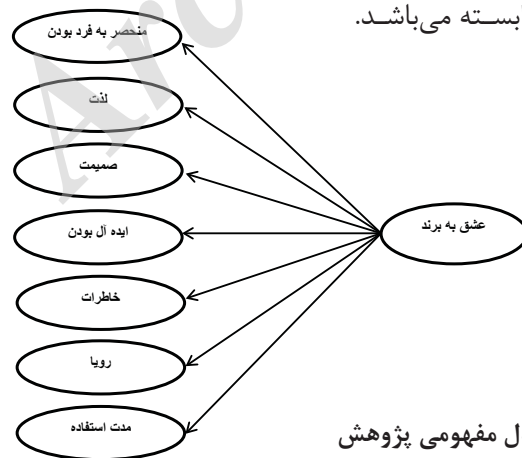 ابسته می‌باشد.
منحصر به فرد بودن
لذت
صمیمت
ایده آل بودن
عشق به برند
خاطرات
رویا
مدت استفاده
ل مفهومی پژوهش